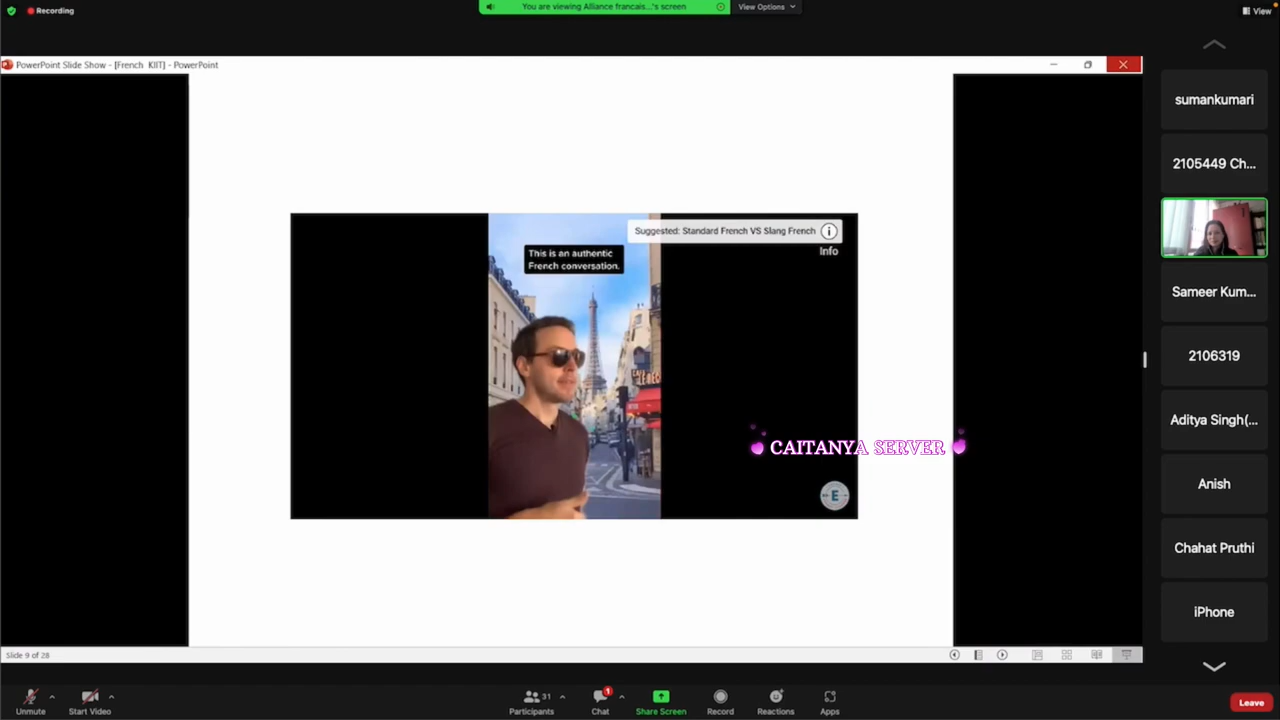 Recording
You are viewing Alliance francais...'s screen
View Options
View
PowerPoint Slide Show - [French KIIT] - PowerPoint
sumankumari
2105449 Ch...
Sameer Kum...
2106319
Aditya Singh(...
Anish
Chahat Pruthi
iPhone
Suggested: Standard French VS Slang French
Info
This is an authentic
French conversation.
CAITANYA SERVER
E
Slide 9 of 28
Unmute
Start Video
31
Participants
1
Chat
Share Screen
Record
Reactions
Apps
Leave